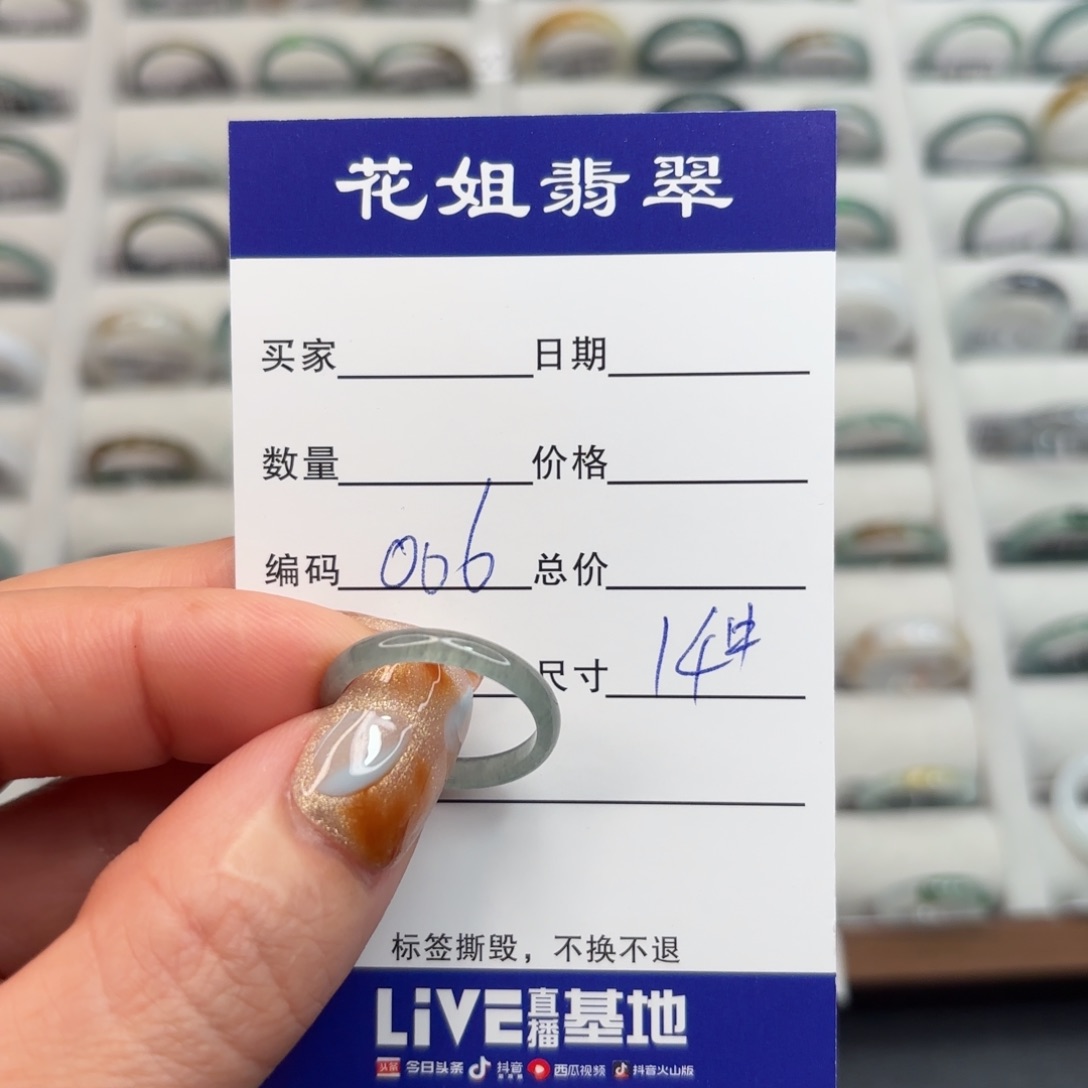 花姐翡翠
买家 日期
数量 价格
编码 006 总价
尺寸 14#
标签撕毁，不换不退
LiVE直播基地
头条 今日头条 抖音 西瓜视频 抖音火山版